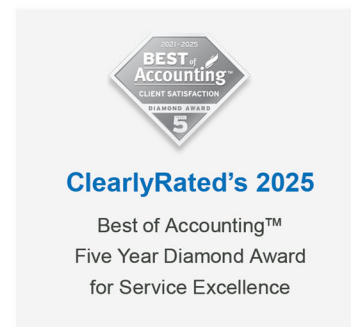 2021-2025
BEST of
Accounting™
CLIENT SATISFACTION
DIAMOND AWARD
5
ClearlyRated's 2025
Best of Accounting™
Five Year Diamond Award
for Service Excellence